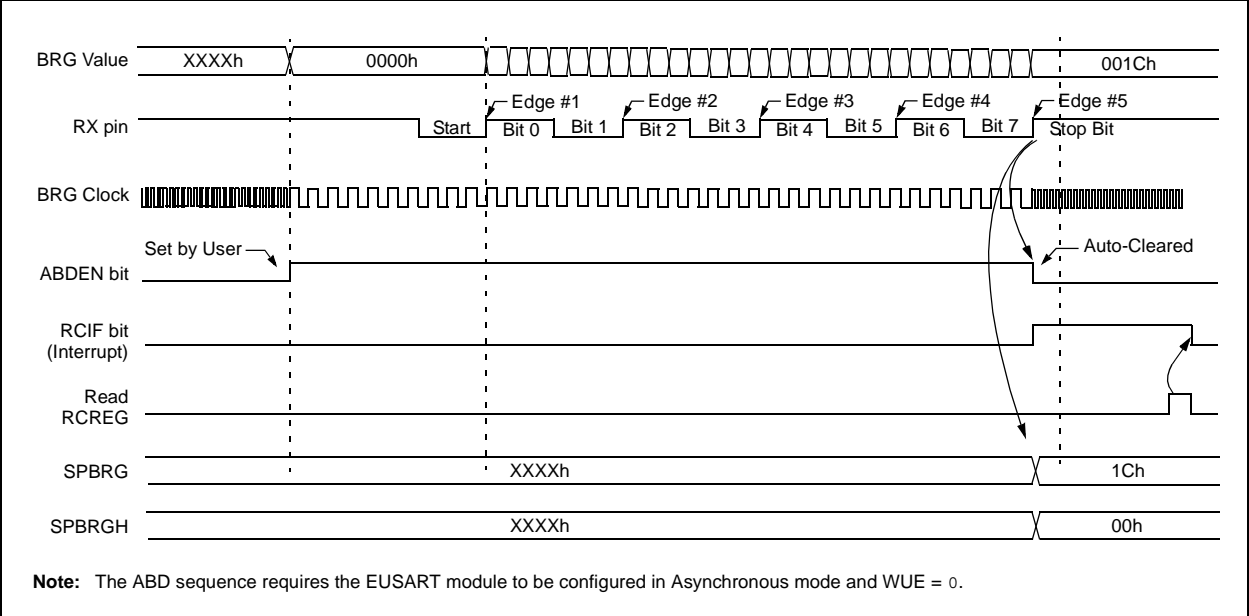 BRG Value XXXXh 0000h 001Ch
Edge #1 Edge #2 Edge #3 Edge #4 Edge #5
RX pin Start Bit 0 Bit 1 Bit 2 Bit 3 Bit 4 Bit 5 Bit 6 Bit 7 Stop Bit
BRG Clock
Set by User Auto-Cleared
ABDEN bit
RCIF bit
(Interrupt)
Read
RCREG
SPBRG XXXXh 1Ch
SPBRGH XXXXh 00h
Note: The ABD sequence requires the EUSART module to be configured in Asynchronous mode and WUE = 0.